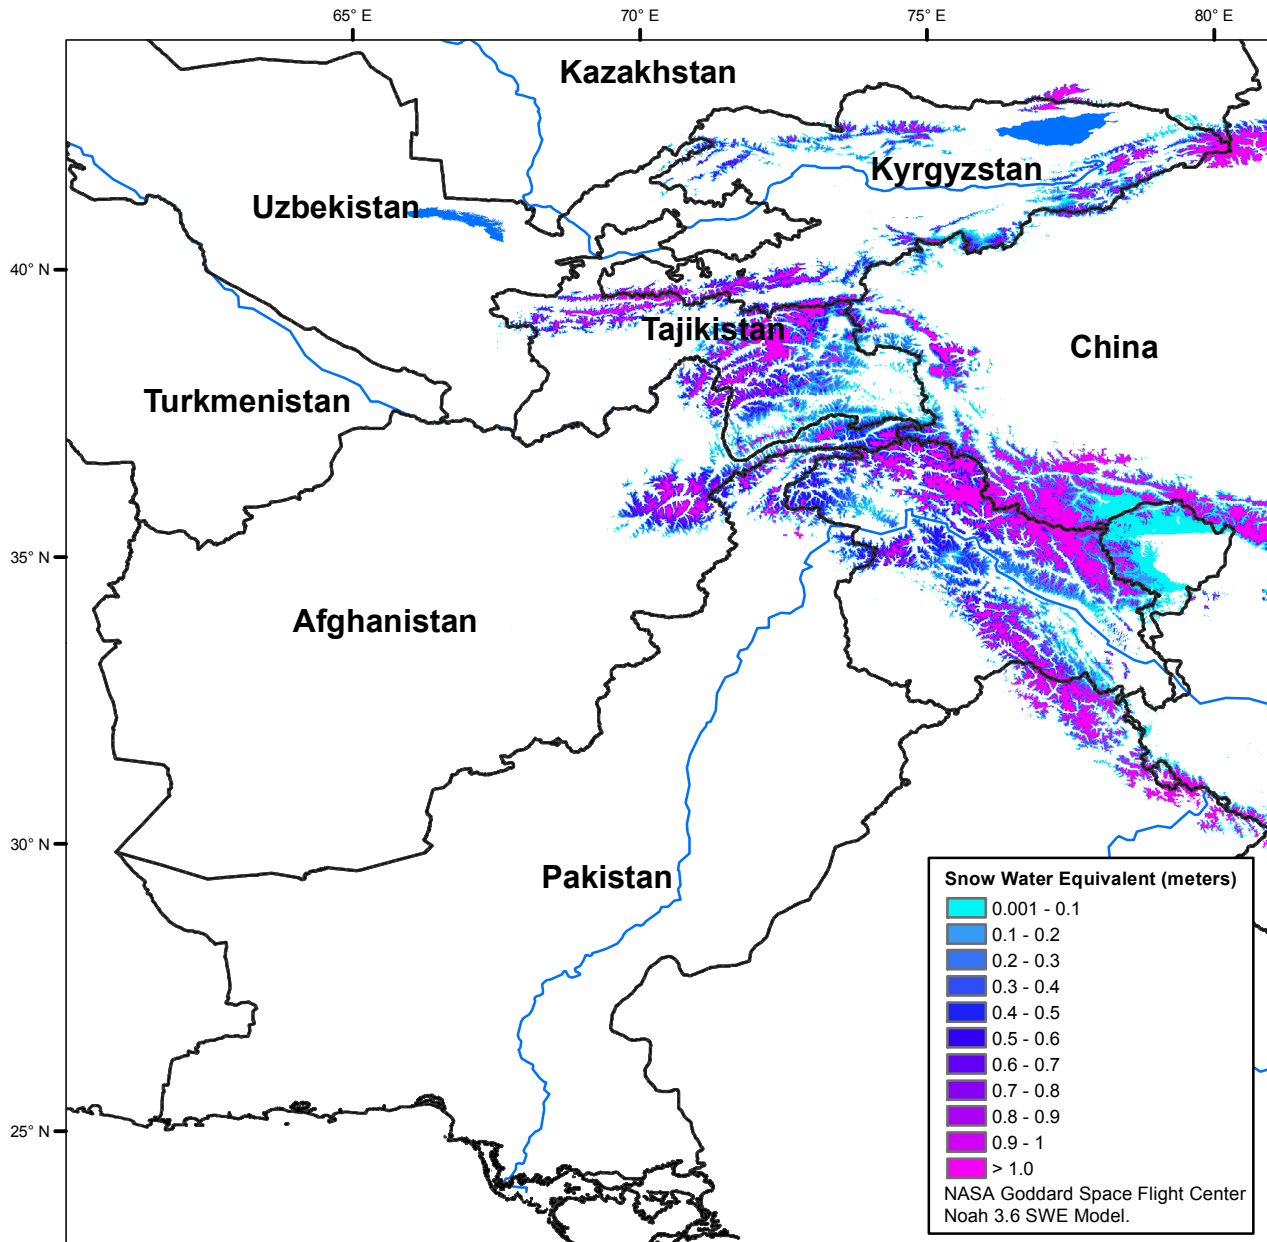 65° E
70° E
75° E
80° E
Kazakhstan
Kyrgyzstan
Uzbekistan
40° N
Tajikistan
China
Turkmenistan
35° N
Afghanistan
30° N
Pakistan
25° N
Snow Water Equivalent (meters)
0.001 - 0.1
0.1 - 0.2
0.2 - 0.3
0.3 - 0.4
0.4 - 0.5
0.5 - 0.6
0.6 - 0.7
0.7 - 0.8
0.8 - 0.9
0.9 - 1
> 1.0
NASA Goddard Space Flight Center
Noah 3.6 SWE Model.